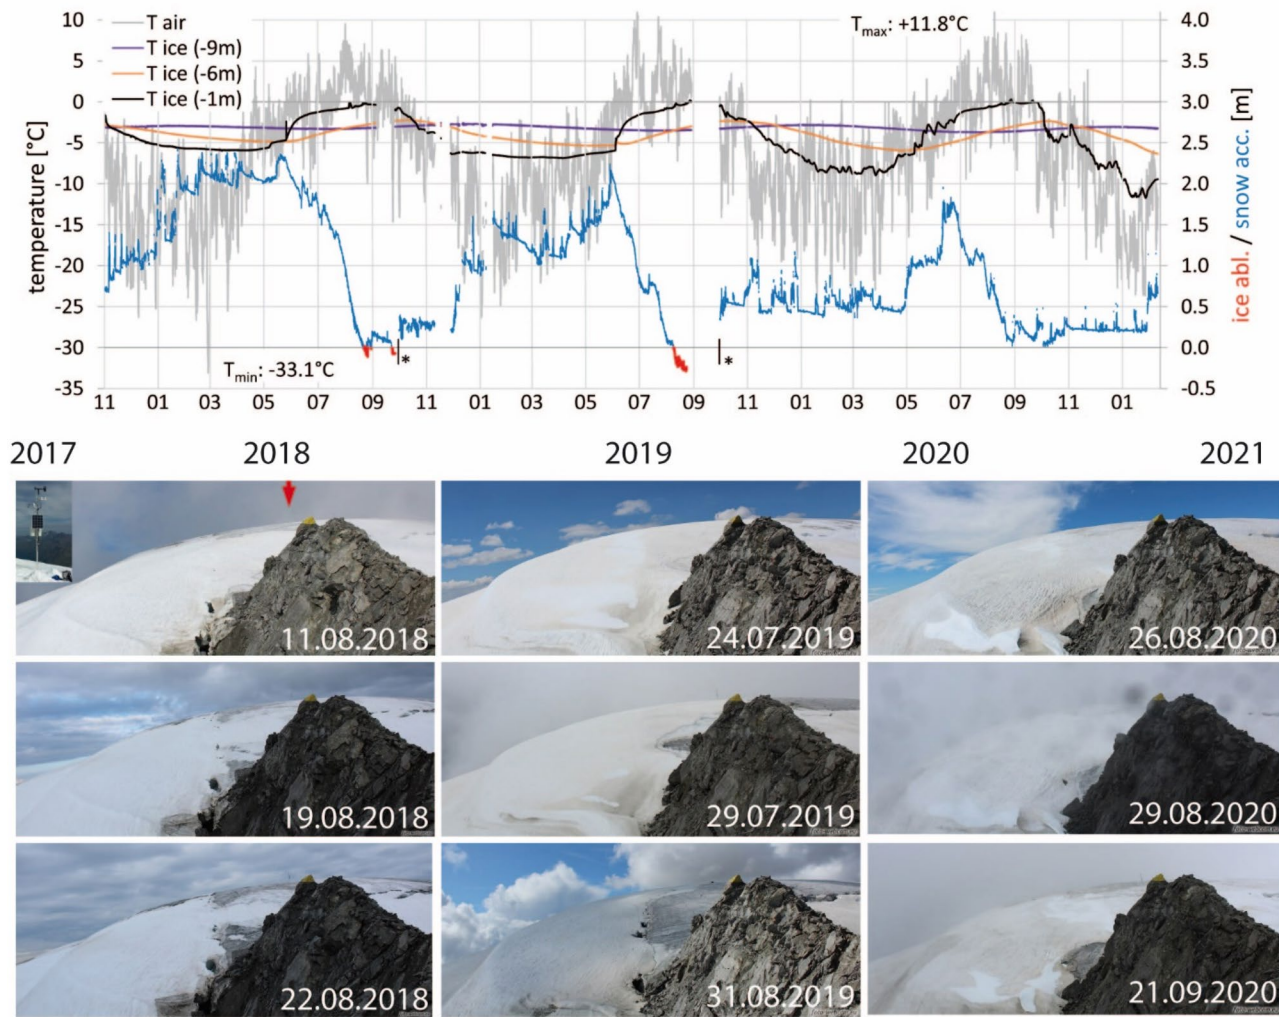 10
5
0
-5
-10
-15
-20
-25
-30
-35
temperature [°C]
T air
T ice (-9m)
T ice (-6m)
T ice (-1m)
Tmax: +11.8°C
Tmin: -33.1°C
*
*
4.0
3.5
3.0
2.5
2.0
1.5
1.0
0.5
0.0
-0.5
ice abl. / snow acc. [m]
11 01 03 05 07 09 11 01 03 05 07 09 11 01 03 05 07 09 11 01
2017 2018 2019 2020 2021
11.08.2018 24.07.2019 26.08.2020
19.08.2018 29.07.2019 29.08.2020
22.08.2018 31.08.2019 21.09.2020